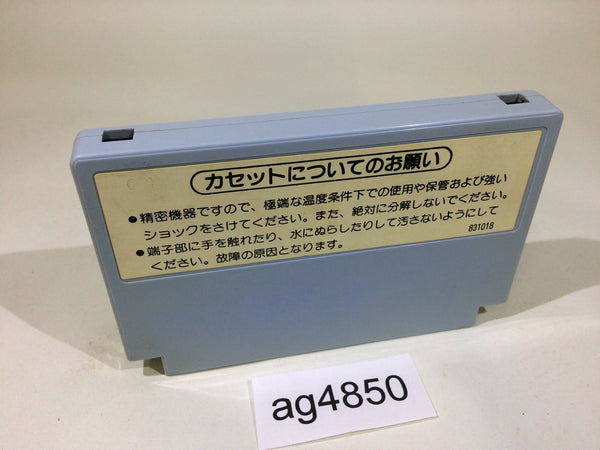 カセットについてのお願い
●精密機器ですので、極端な温度条件下での使用や保管および強い
ショックをさけてください。また、絶対に分解しないでください。
●端子部に手を触れたり、水にぬらしたりして汚さないようにして
ください。故障の原因となります。
831018
ag4850